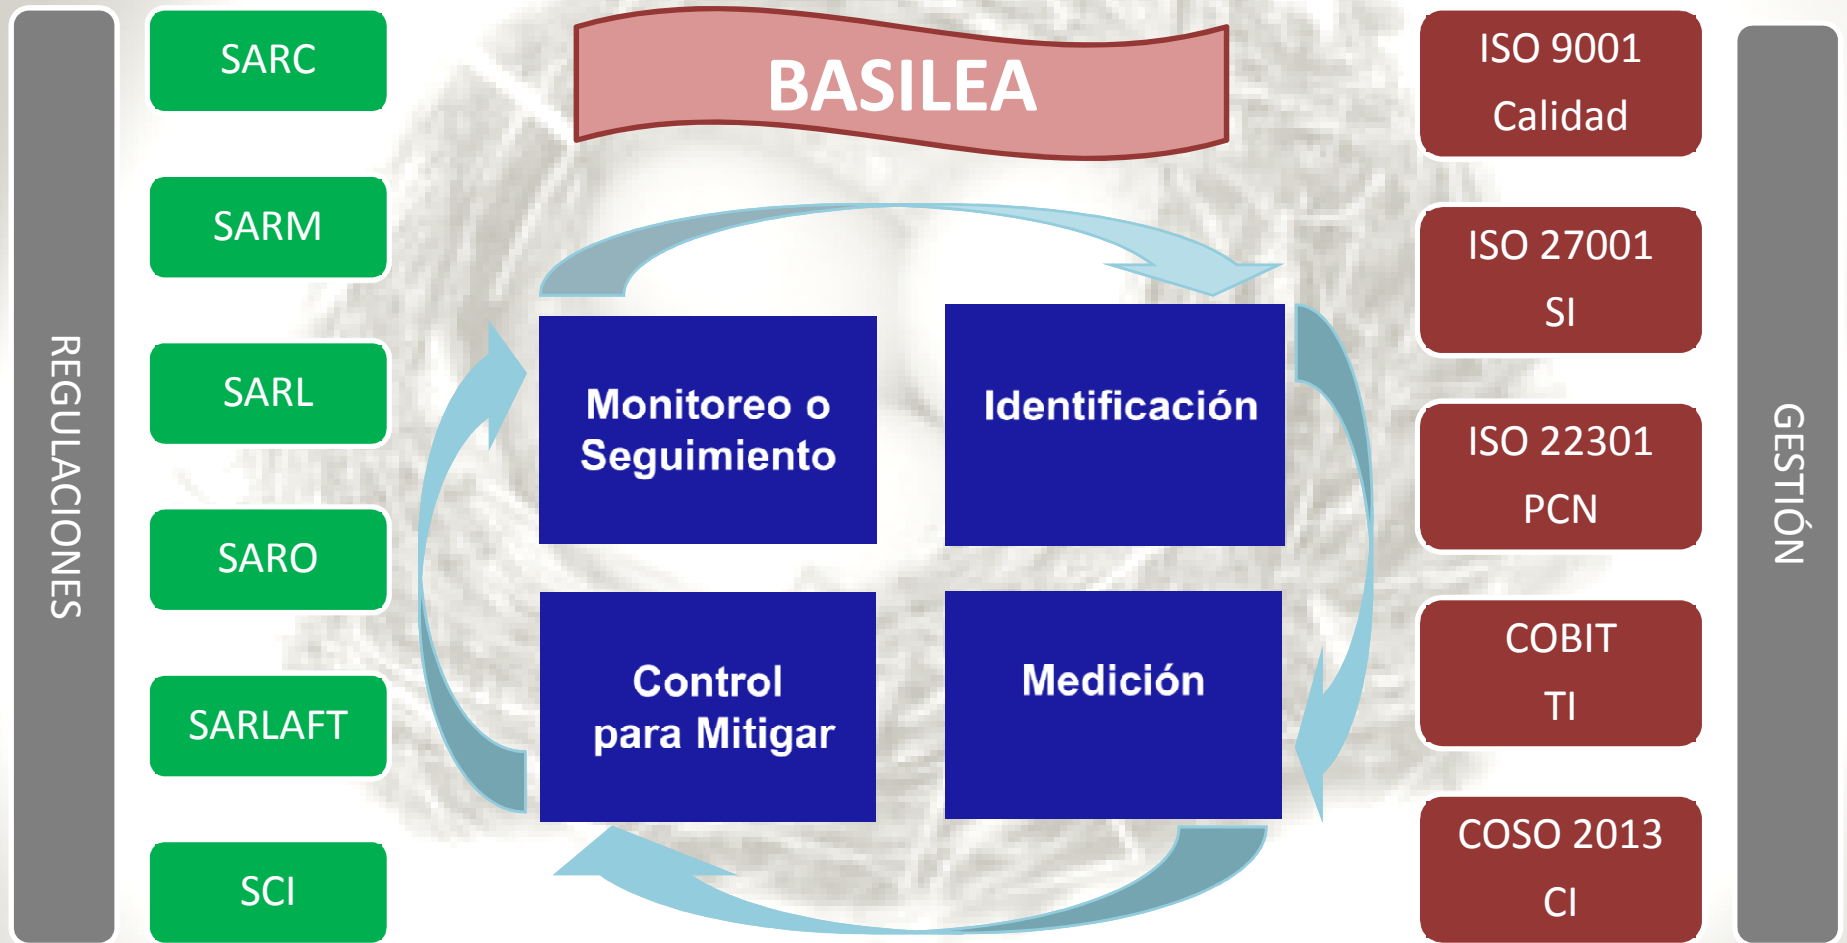 REGULACIONES
SARC
SARM
SARL
SARO
SARLAFT
SCI
BASILEA
Monitoreo o
Seguimiento
Identificación
Control
para Mitigar
Medición
ISO 9001
Calidad
ISO 27001
SI
ISO 22301
PCN
COBIT
TI
COSO 2013
CI
GESTIÓN